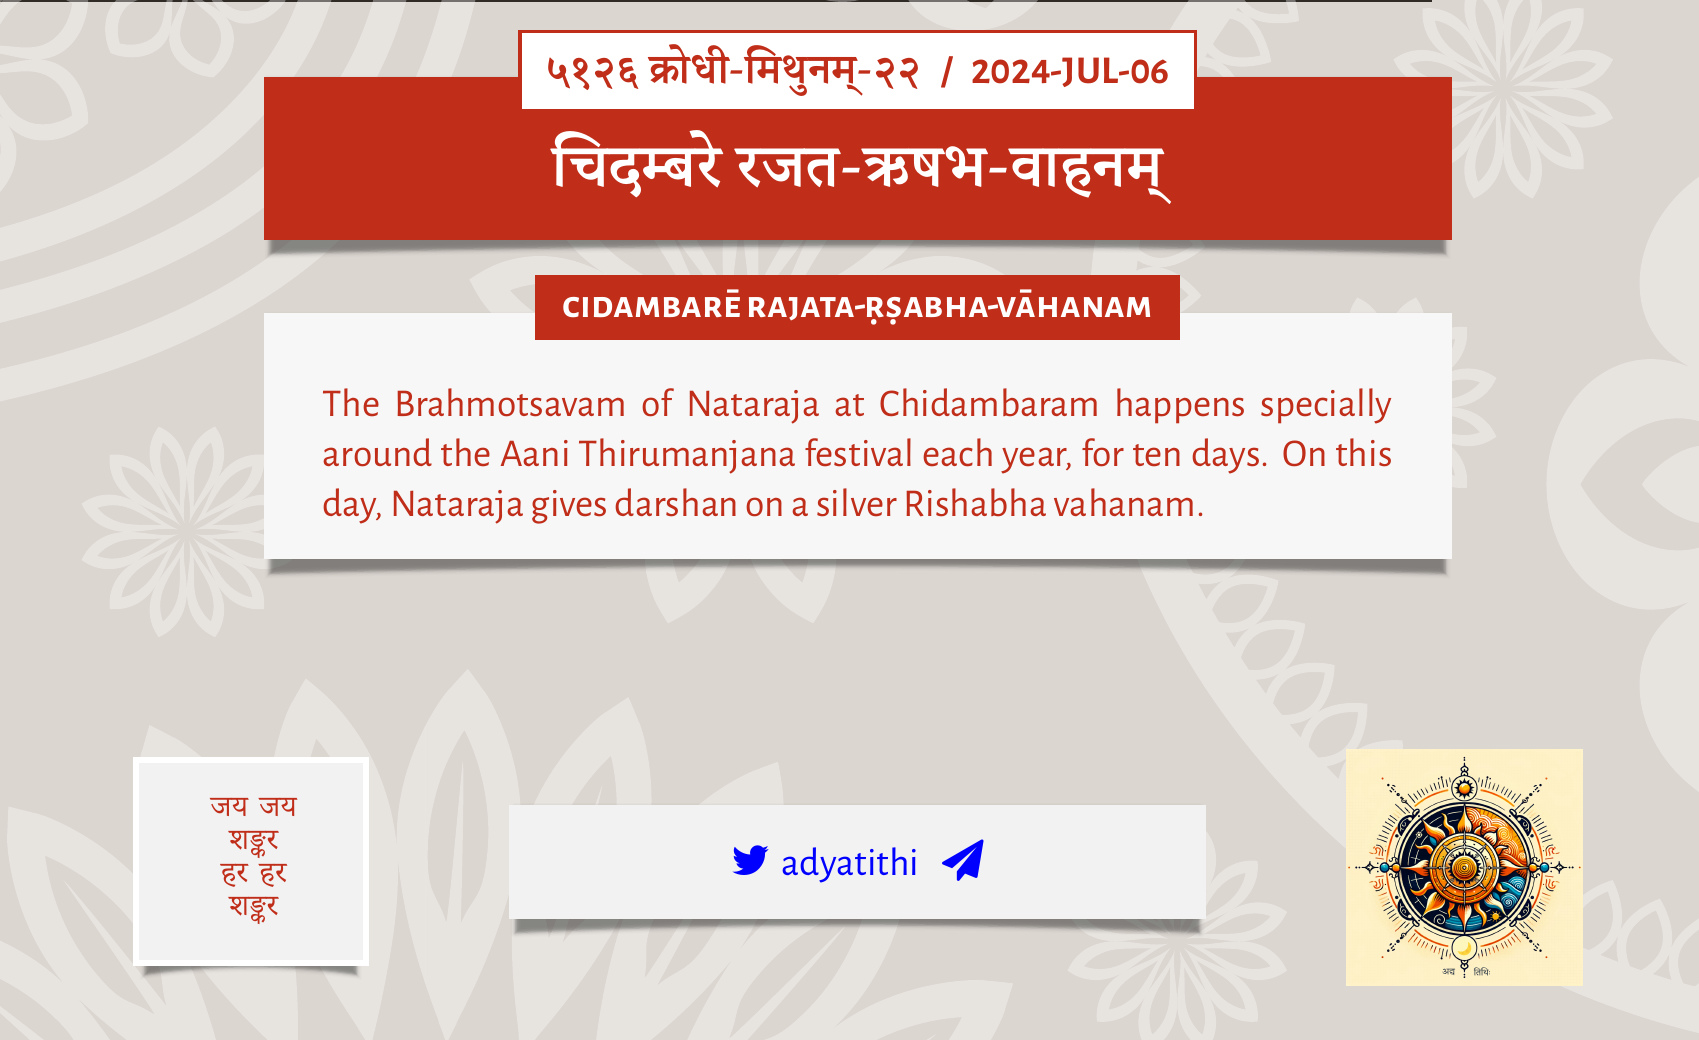 ५१२६ क्रोधी-मिथुनम्-२२ / 2024-JUL-06
चिदम्बरे रजत-ऋषभ-वाहनम्
CIDAMBARĒ RAJATA-R̥ṢABHA-VĀHANAM
The Brahmotsavam of Nataraja at Chidambaram happens specially
around the Aani Thirumanjana festival each year, for ten days. On this
day, Nataraja gives darshan on a silver Rishabha vahanam.
जय जय
शङ्कर
हर हर
शङ्कर
adyatithi
अद्य तिथिः